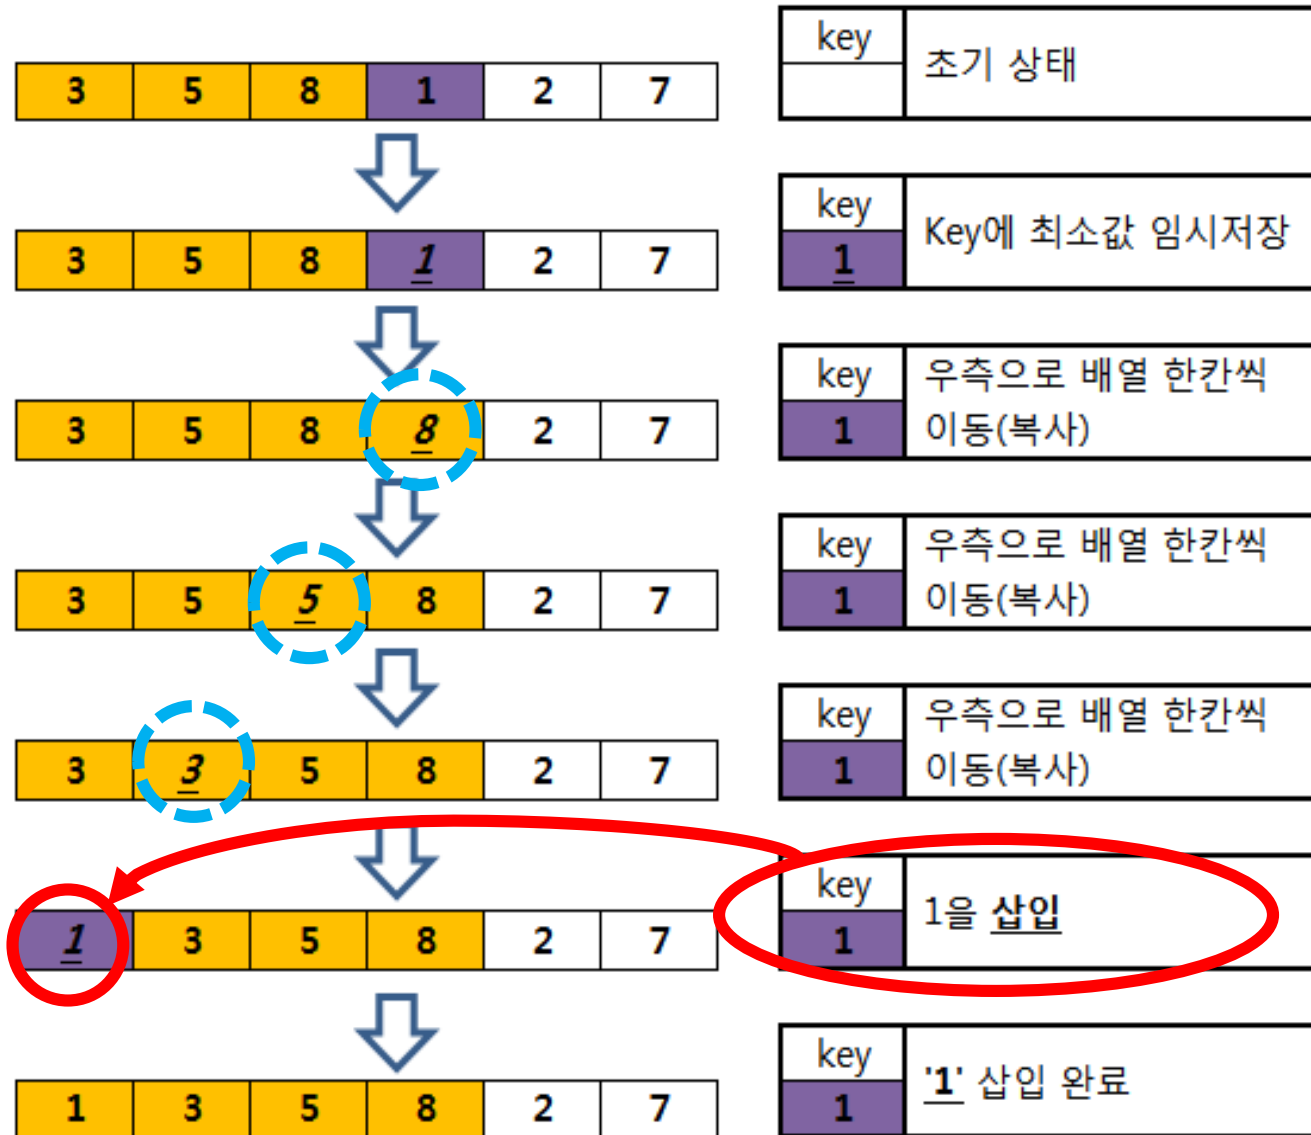 key
초기 상태
3 5 8 1 2 7
key
Key에 최소값 임시저장
3 5 8 1 2 7
1
key
우측으로 배열 한칸씩
이동(복사)
3 5 8 8 2 7
1
key
우측으로 배열 한칸씩
이동(복사)
3 5 5 8 2 7
1
key
우측으로 배열 한칸씩
이동(복사)
3 3 5 8 2 7
1
key
1을 삽입
1 3 5 8 2 7
1
key
'1' 삽입 완료
1 3 5 8 2 7
1